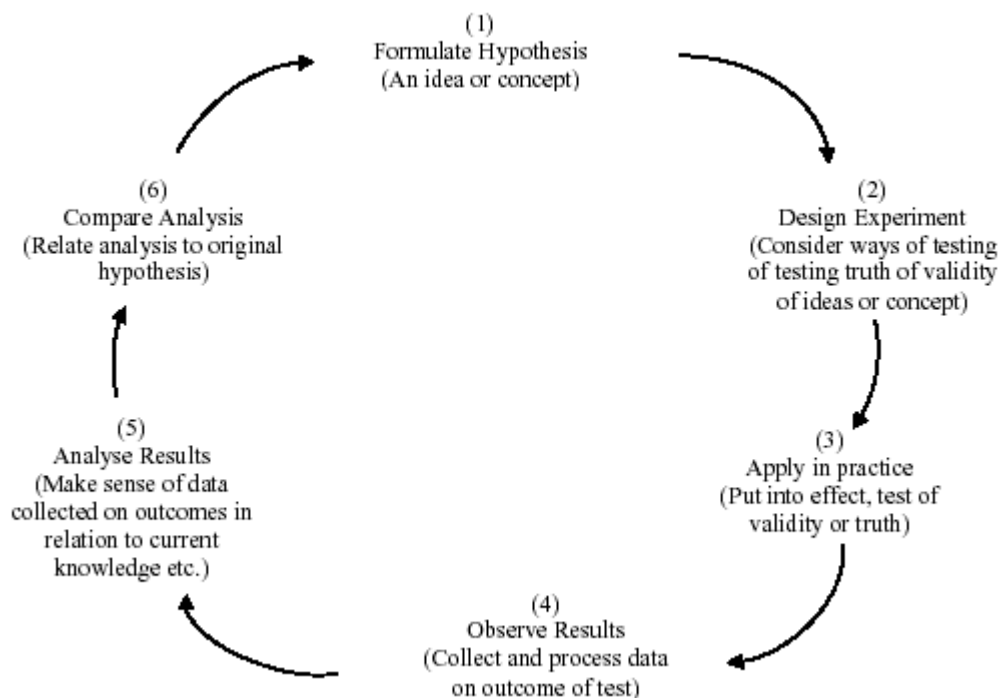 (1)
Formulate Hypothesis
(An idea or concept)
(2)
Design Experiment
(Consider ways of testing
of testing truth of validity
of ideas or concept)
(3)
Apply in practice
(Put into effect, test of
validity or truth)
(4)
Observe Results
(Collect and process data
on outcome of test)
(5)
Analyse Results
(Make sense of data
collected on outcomes in
relation to current
knowledge etc.)
(6)
Compare Analysis
(Relate analysis to original
hypothesis)